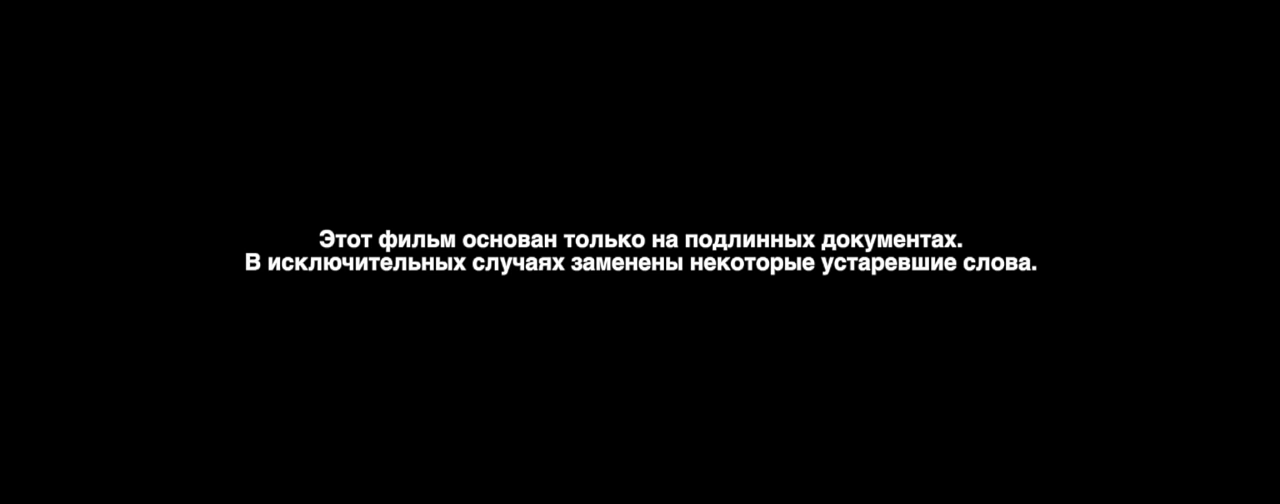 Этот фильм основан только на подлинных документах.
В исключительных случаях заменены некоторые устаревшие слова.